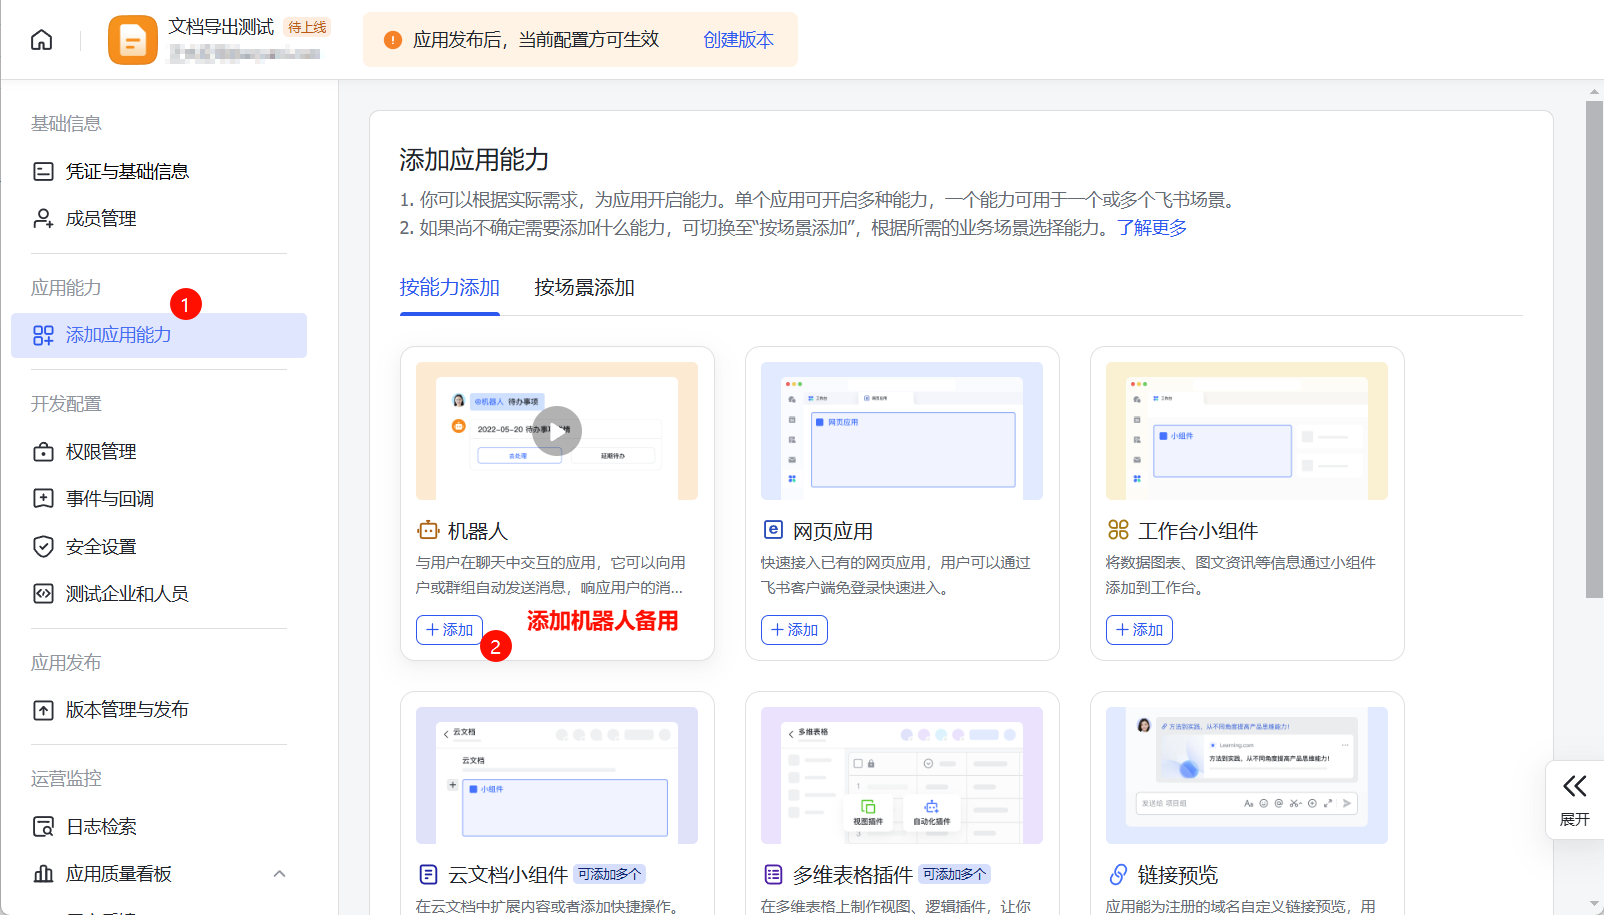 文档导出测试 待上线
应用发布后，当前配置方可生效 创建版本
基础信息
凭证与基础信息
成员管理
应用能力
1
添加应用能力
开发配置
权限管理
事件与回调
安全设置
测试企业和人员
应用发布
版本管理与发布
运营监控
日志检索
应用质量看板
添加应用能力
1. 你可以根据实际需求，为应用开启能力。单个应用可开启多种能力，一个能力可用于一个或多个飞书场景。
2. 如果尚不确定需要添加什么能力，可切换至“按场景添加”，根据所需的业务场景选择能力。了解更多
按能力添加 按场景添加
@机器人 待办事项
2022-05-20 待办事
去处理 延期待办
机器人
与用户在聊天中交互的应用，它可以向用
户或群组自动发送消息，响应用户的消...
+ 添加
2
添加机器人备用
工作台 网页应用
网页应用
网页应用
快速接入已有的网页应用，用户可以通过
飞书客户端免登录快速进入。
+ 添加
工作台
小组件
工作台小组件
将数据图表、图文资讯等信息通过小组件
添加到工作台。
+ 添加
云文档
云文档
小组件
云文档小组件 可添加多个
在云文档中扩展内容或者添加快捷操作。
多维表格
1
视图插件 自动化插件
3
多维表格插件 可添加多个
在多维表格上制作视图、逻辑插件，让你
方法到实践，从不同角度提高产品思维能力！
Learning.com
方法到实践，从不同角度提高产品思维能力！
发送给 项目组
链接预览
应用能为注册的域名自定义链接预览，用
展开